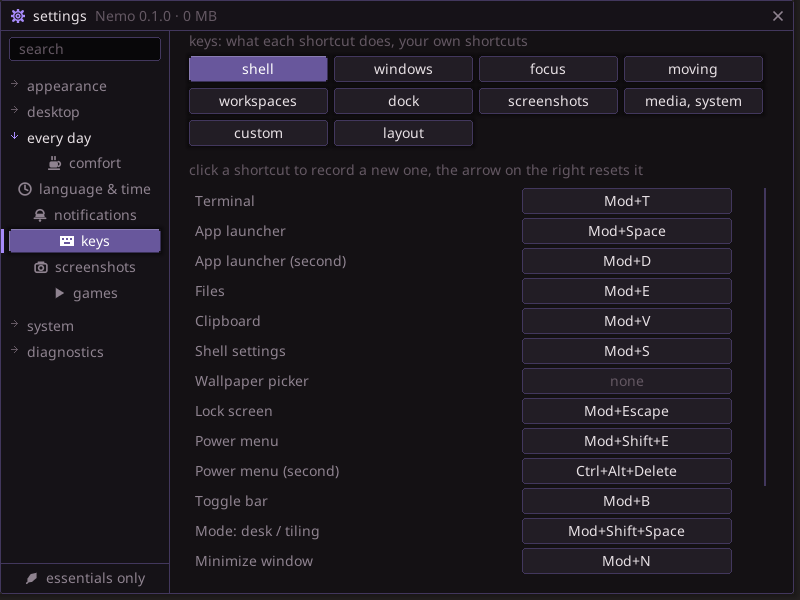 settings Nemo 0.1.0 · 0 MB
search
appearance
desktop
every day
comfort
language & time
notifications
keys
screenshots
games
system
diagnostics
essentials only
keys: what each shortcut does, your own shortcuts
shell windows focus moving
workspaces dock screenshots media, system
custom layout
click a shortcut to record a new one, the arrow on the right resets it
Terminal Mod+T
App launcher Mod+Space
App launcher (second) Mod+D
Files Mod+E
Clipboard Mod+V
Shell settings Mod+S
Wallpaper picker none
Lock screen Mod+Escape
Power menu Mod+Shift+E
Power menu (second) Ctrl+Alt+Delete
Toggle bar Mod+B
Mode: desk / tiling Mod+Shift+Space
Minimize window Mod+N